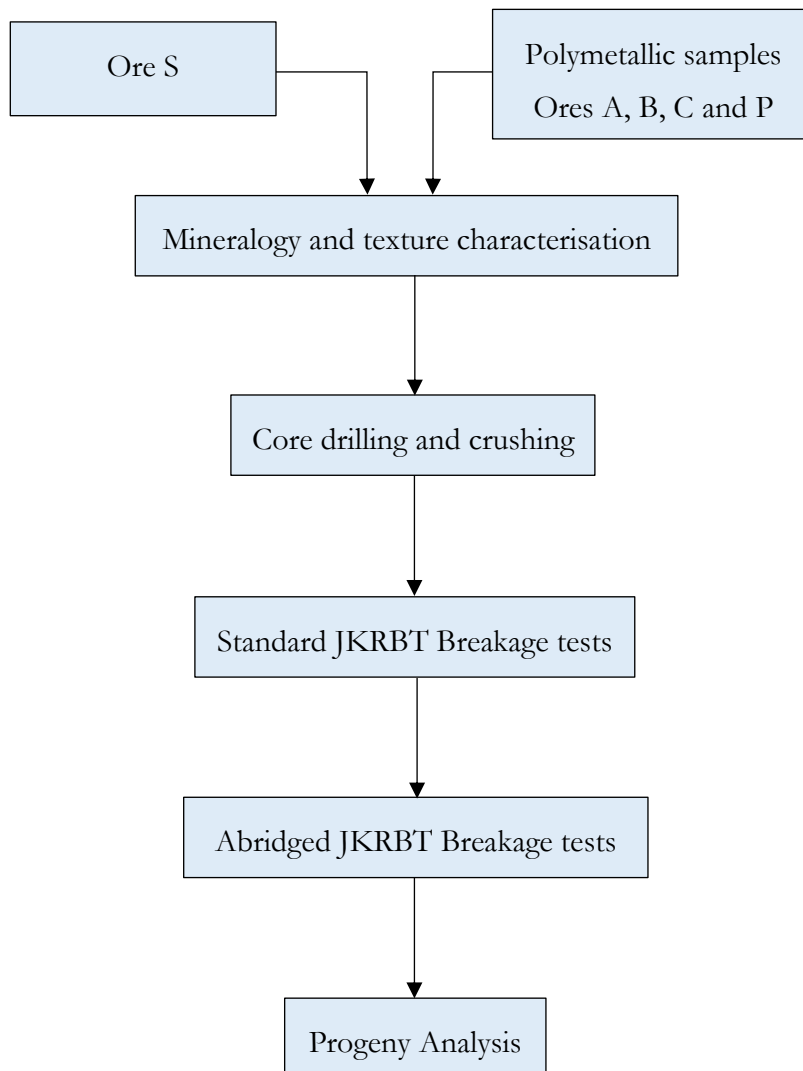 Ore S
Polymetallic samples
Ores A, B, C and P
Mineralogy and texture characterisation
Core drilling and crushing
Standard JKRBT Breakage tests
Abridged JKRBT Breakage tests
Progeny Analysis